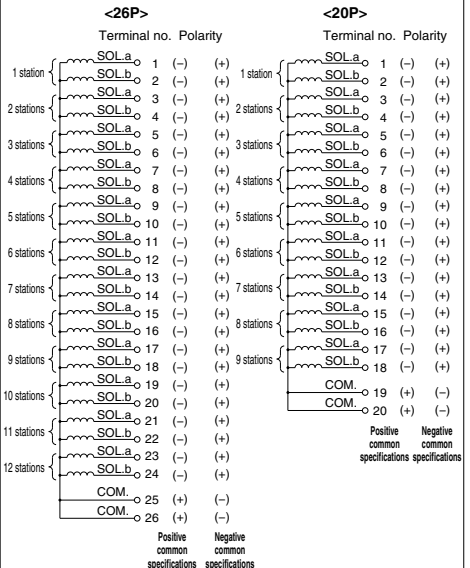 <26P>
Terminal no. Polarity
1 station SOL.a 1 (–) (+)
SOL.b 2 (–) (+)
2 stations SOL.a 3 (–) (+)
SOL.b 4 (–) (+)
3 stations SOL.a 5 (–) (+)
SOL.b 6 (–) (+)
4 stations SOL.a 7 (–) (+)
SOL.b 8 (–) (+)
5 stations SOL.a 9 (–) (+)
SOL.b 10 (–) (+)
6 stations SOL.a 11 (–) (+)
SOL.b 12 (–) (+)
7 stations SOL.a 13 (–) (+)
SOL.b 14 (–) (+)
8 stations SOL.a 15 (–) (+)
SOL.b 16 (–) (+)
9 stations SOL.a 17 (–) (+)
SOL.b 18 (–) (+)
10 stations SOL.a 19 (–) (+)
SOL.b 20 (–) (+)
11 stations SOL.a 21 (–) (+)
SOL.b 22 (–) (+)
12 stations SOL.a 23 (–) (+)
SOL.b 24 (–) (+)
COM. 25 (+) (–)
COM. 26 (+) (–)
Positive Negative
common common
specifications specifications
<20P>
Terminal no. Polarity
1 station SOL.a 1 (–) (+)
SOL.b 2 (–) (+)
2 stations SOL.a 3 (–) (+)
SOL.b 4 (–) (+)
3 stations SOL.a 5 (–) (+)
SOL.b 6 (–) (+)
4 stations SOL.a 7 (–) (+)
SOL.b 8 (–) (+)
5 stations SOL.a 9 (–) (+)
SOL.b 10 (–) (+)
6 stations SOL.a 11 (–) (+)
SOL.b 12 (–) (+)
7 stations SOL.a 13 (–) (+)
SOL.b 14 (–) (+)
8 stations SOL.a 15 (–) (+)
SOL.b 16 (–) (+)
9 stations SOL.a 17 (–) (+)
SOL.b 18 (–) (+)
COM. 19 (+) (–)
COM. 20 (+) (–)
Positive Negative
common common
specifications specifications